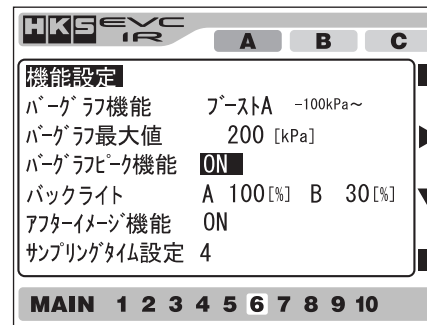 HKS EVC IR
A B C
機能設定
バーグラフ機能 ブーストA -100kPa～
バーグラフ最大値 200 [kPa]
バーグラフピーク機能 ON
バックライト A 100[%] B 30[%]
アフターイメージ機能 ON
サンプリングタイム設定 4
MAIN 1 2 3 4 5 6 7 8 9 10